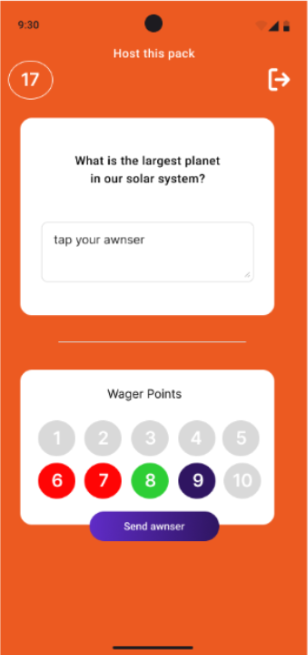 9:30
Host this pack
17
What is the largest planet
in our solar system?
tap your awnser
Wager Points
1 2 3 4 5
6 7 8 9 10
Send awnser